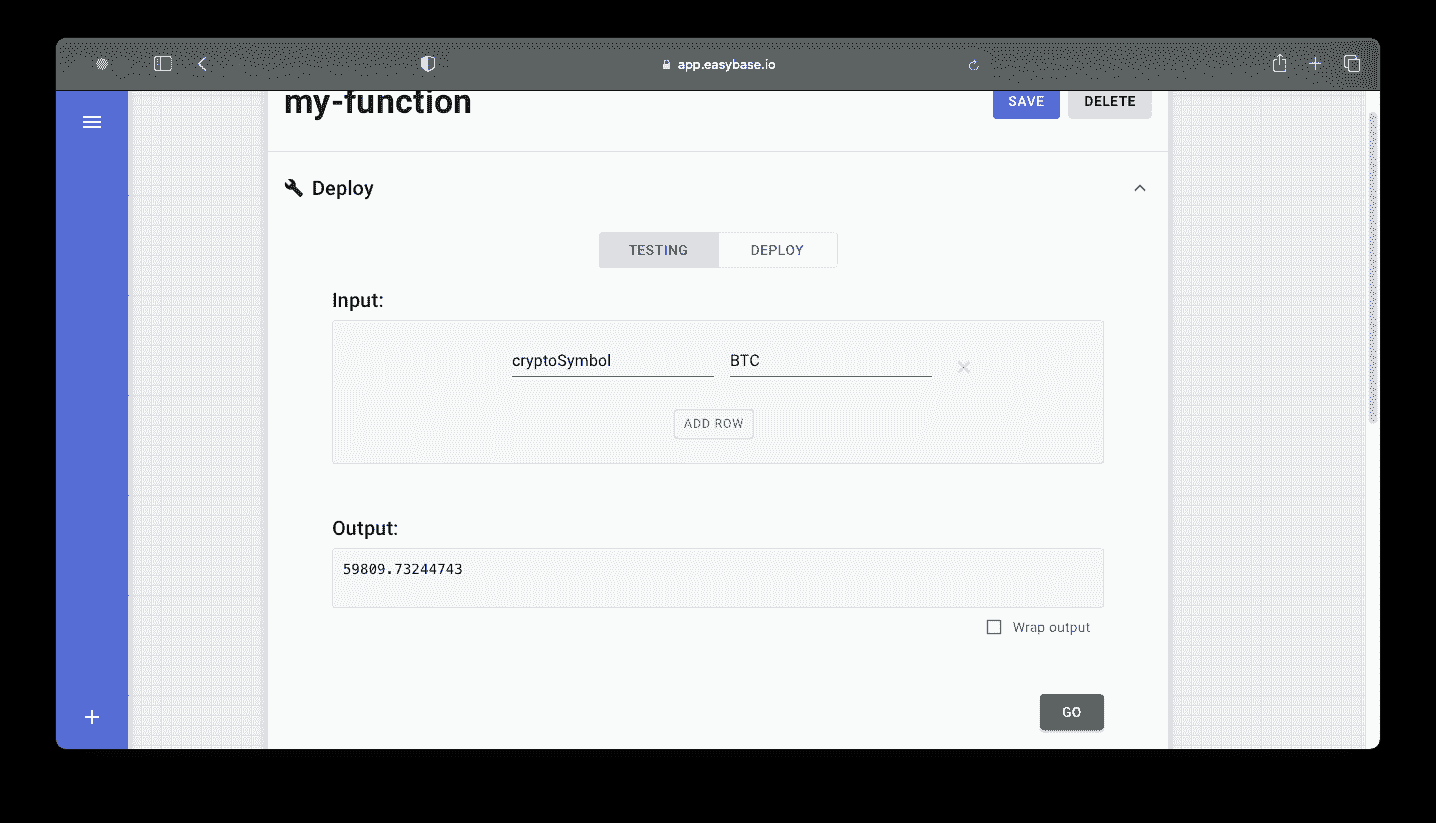 app.easybase.io
my-function
SAVE
DELETE
Deploy
TESTING
DEPLOY
Input:
cryptoSymbol
BTC
ADD ROW
Output:
59809.73244743
Wrap output
GO